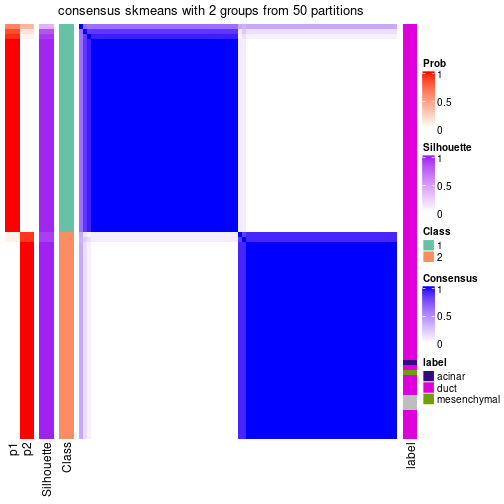 consensus skmeans with 2 groups from 50 partitions
Prob
1
0.5
0
Silhouette
1
0.5
0
Class
1
2
Consensus
1
0.5
0
label
acinar
duct
mesenchymal
p1
p2
Silhouette
Class
label